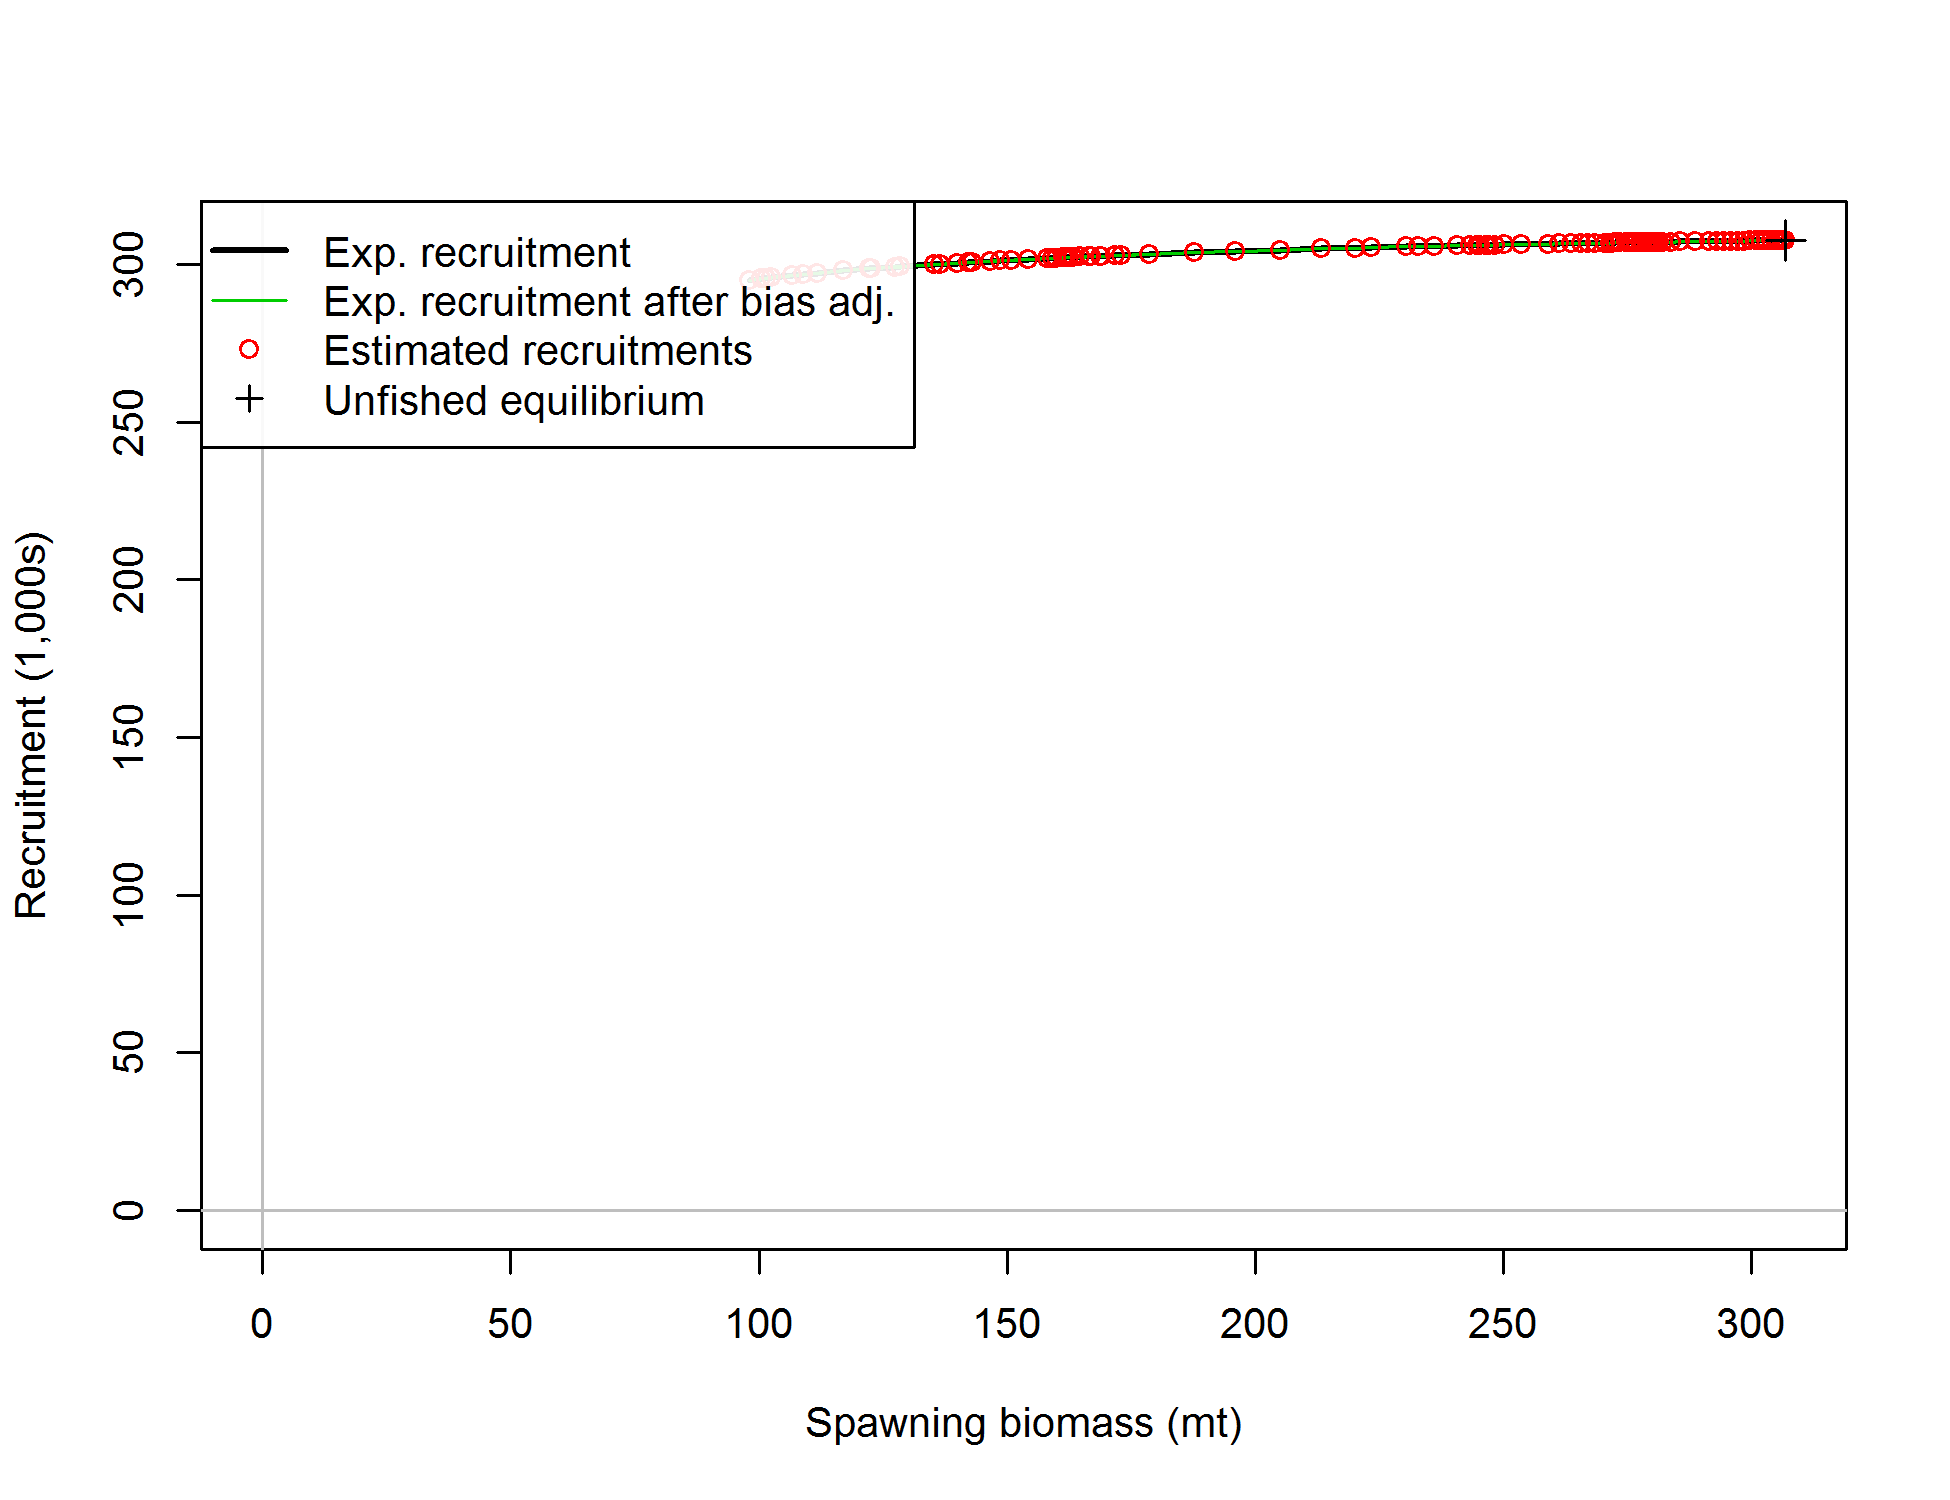 Exp. recruitment
Exp. recruitment after bias adj.
Estimated recruitments
Unfished equilibrium
300
250
200
150
100
50
0
Recruitment (1,000s)
0 50 100 150 200 250 300
Spawning biomass (mt)